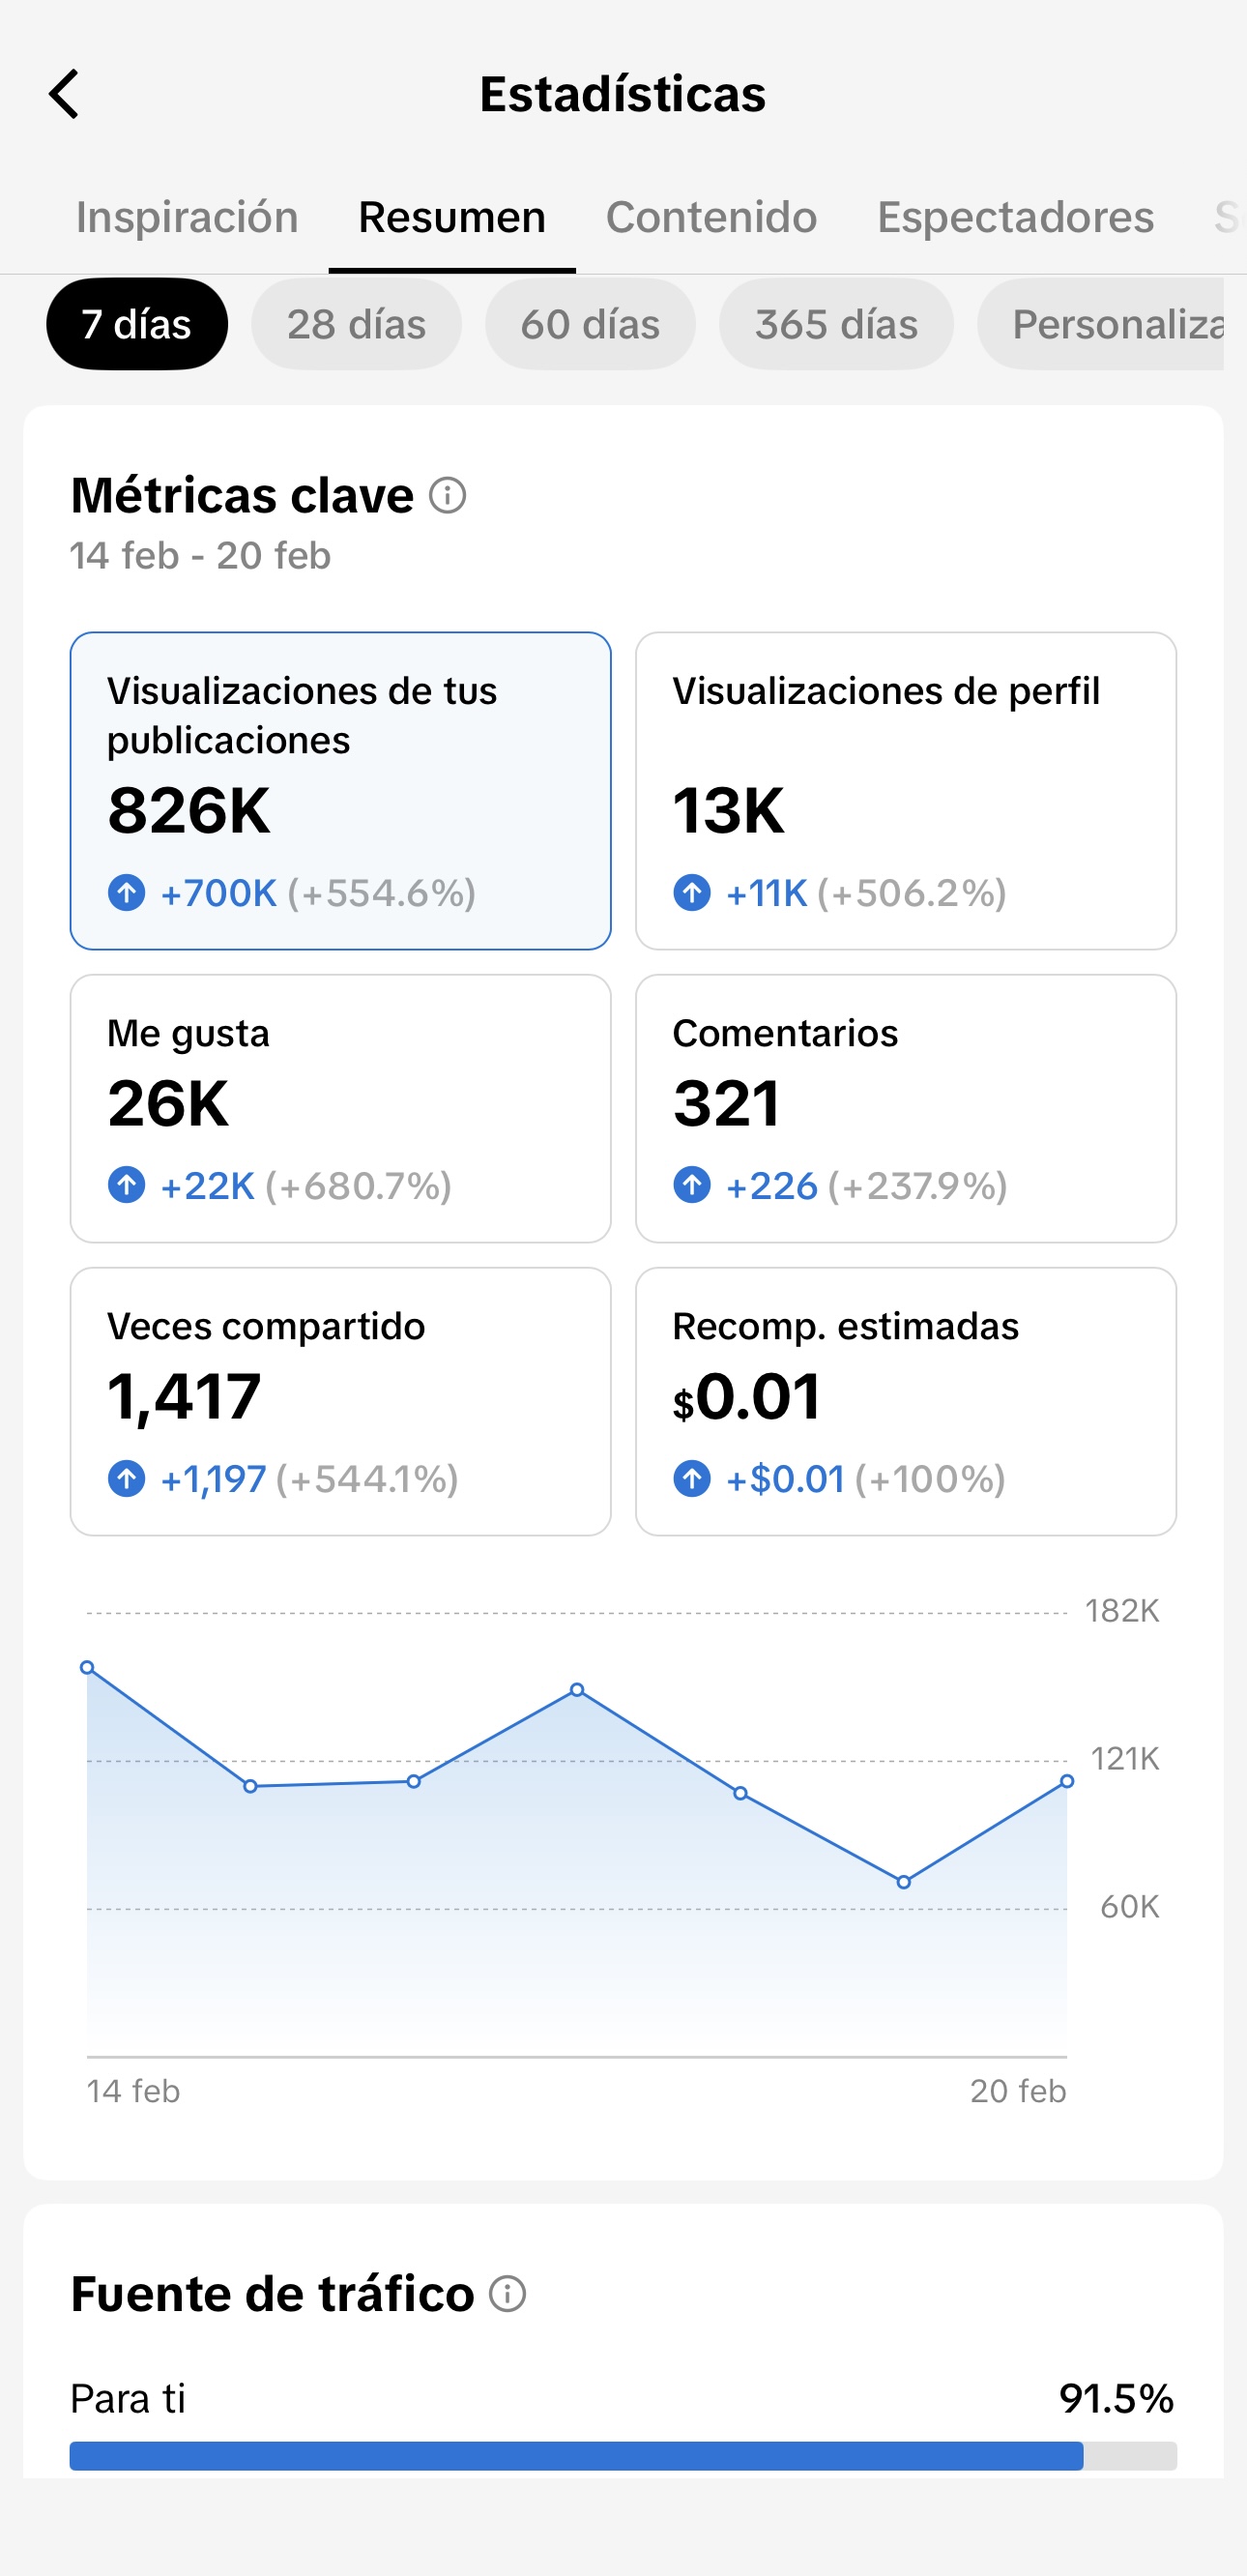 Estadísticas
Inspiración Resumen Contenido Espectadores
7 días 28 días 60 días 365 días Personaliza
Métricas clave
14 feb - 20 feb
Visualizaciones de tus
publicaciones
826K
+700K (+554.6%)
Visualizaciones de perfil
13K
+11K (+506.2%)
Me gusta
26K
+22K (+680.7%)
Comentarios
321
+226 (+237.9%)
Veces compartido
1,417
+1,197 (+544.1%)
Recomp. estimadas
$0.01
+$0.01 (+100%)
182K
121K
60K
14 feb 20 feb
Fuente de tráfico
Para ti 91.5%